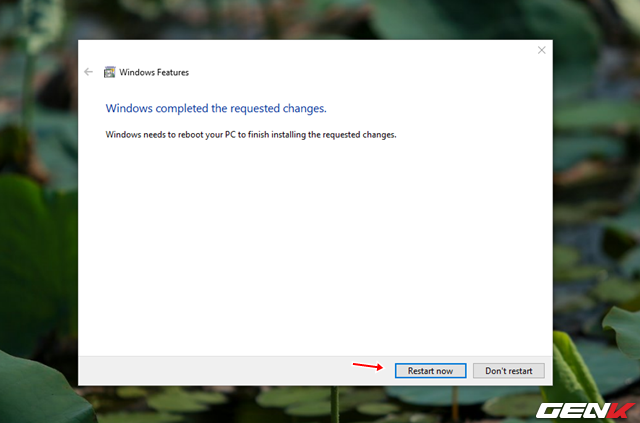 Windows Features
Windows completed the requested changes.
Windows needs to reboot your PC to finish installing the requested changes.
Restart now
Don't restart
GENK